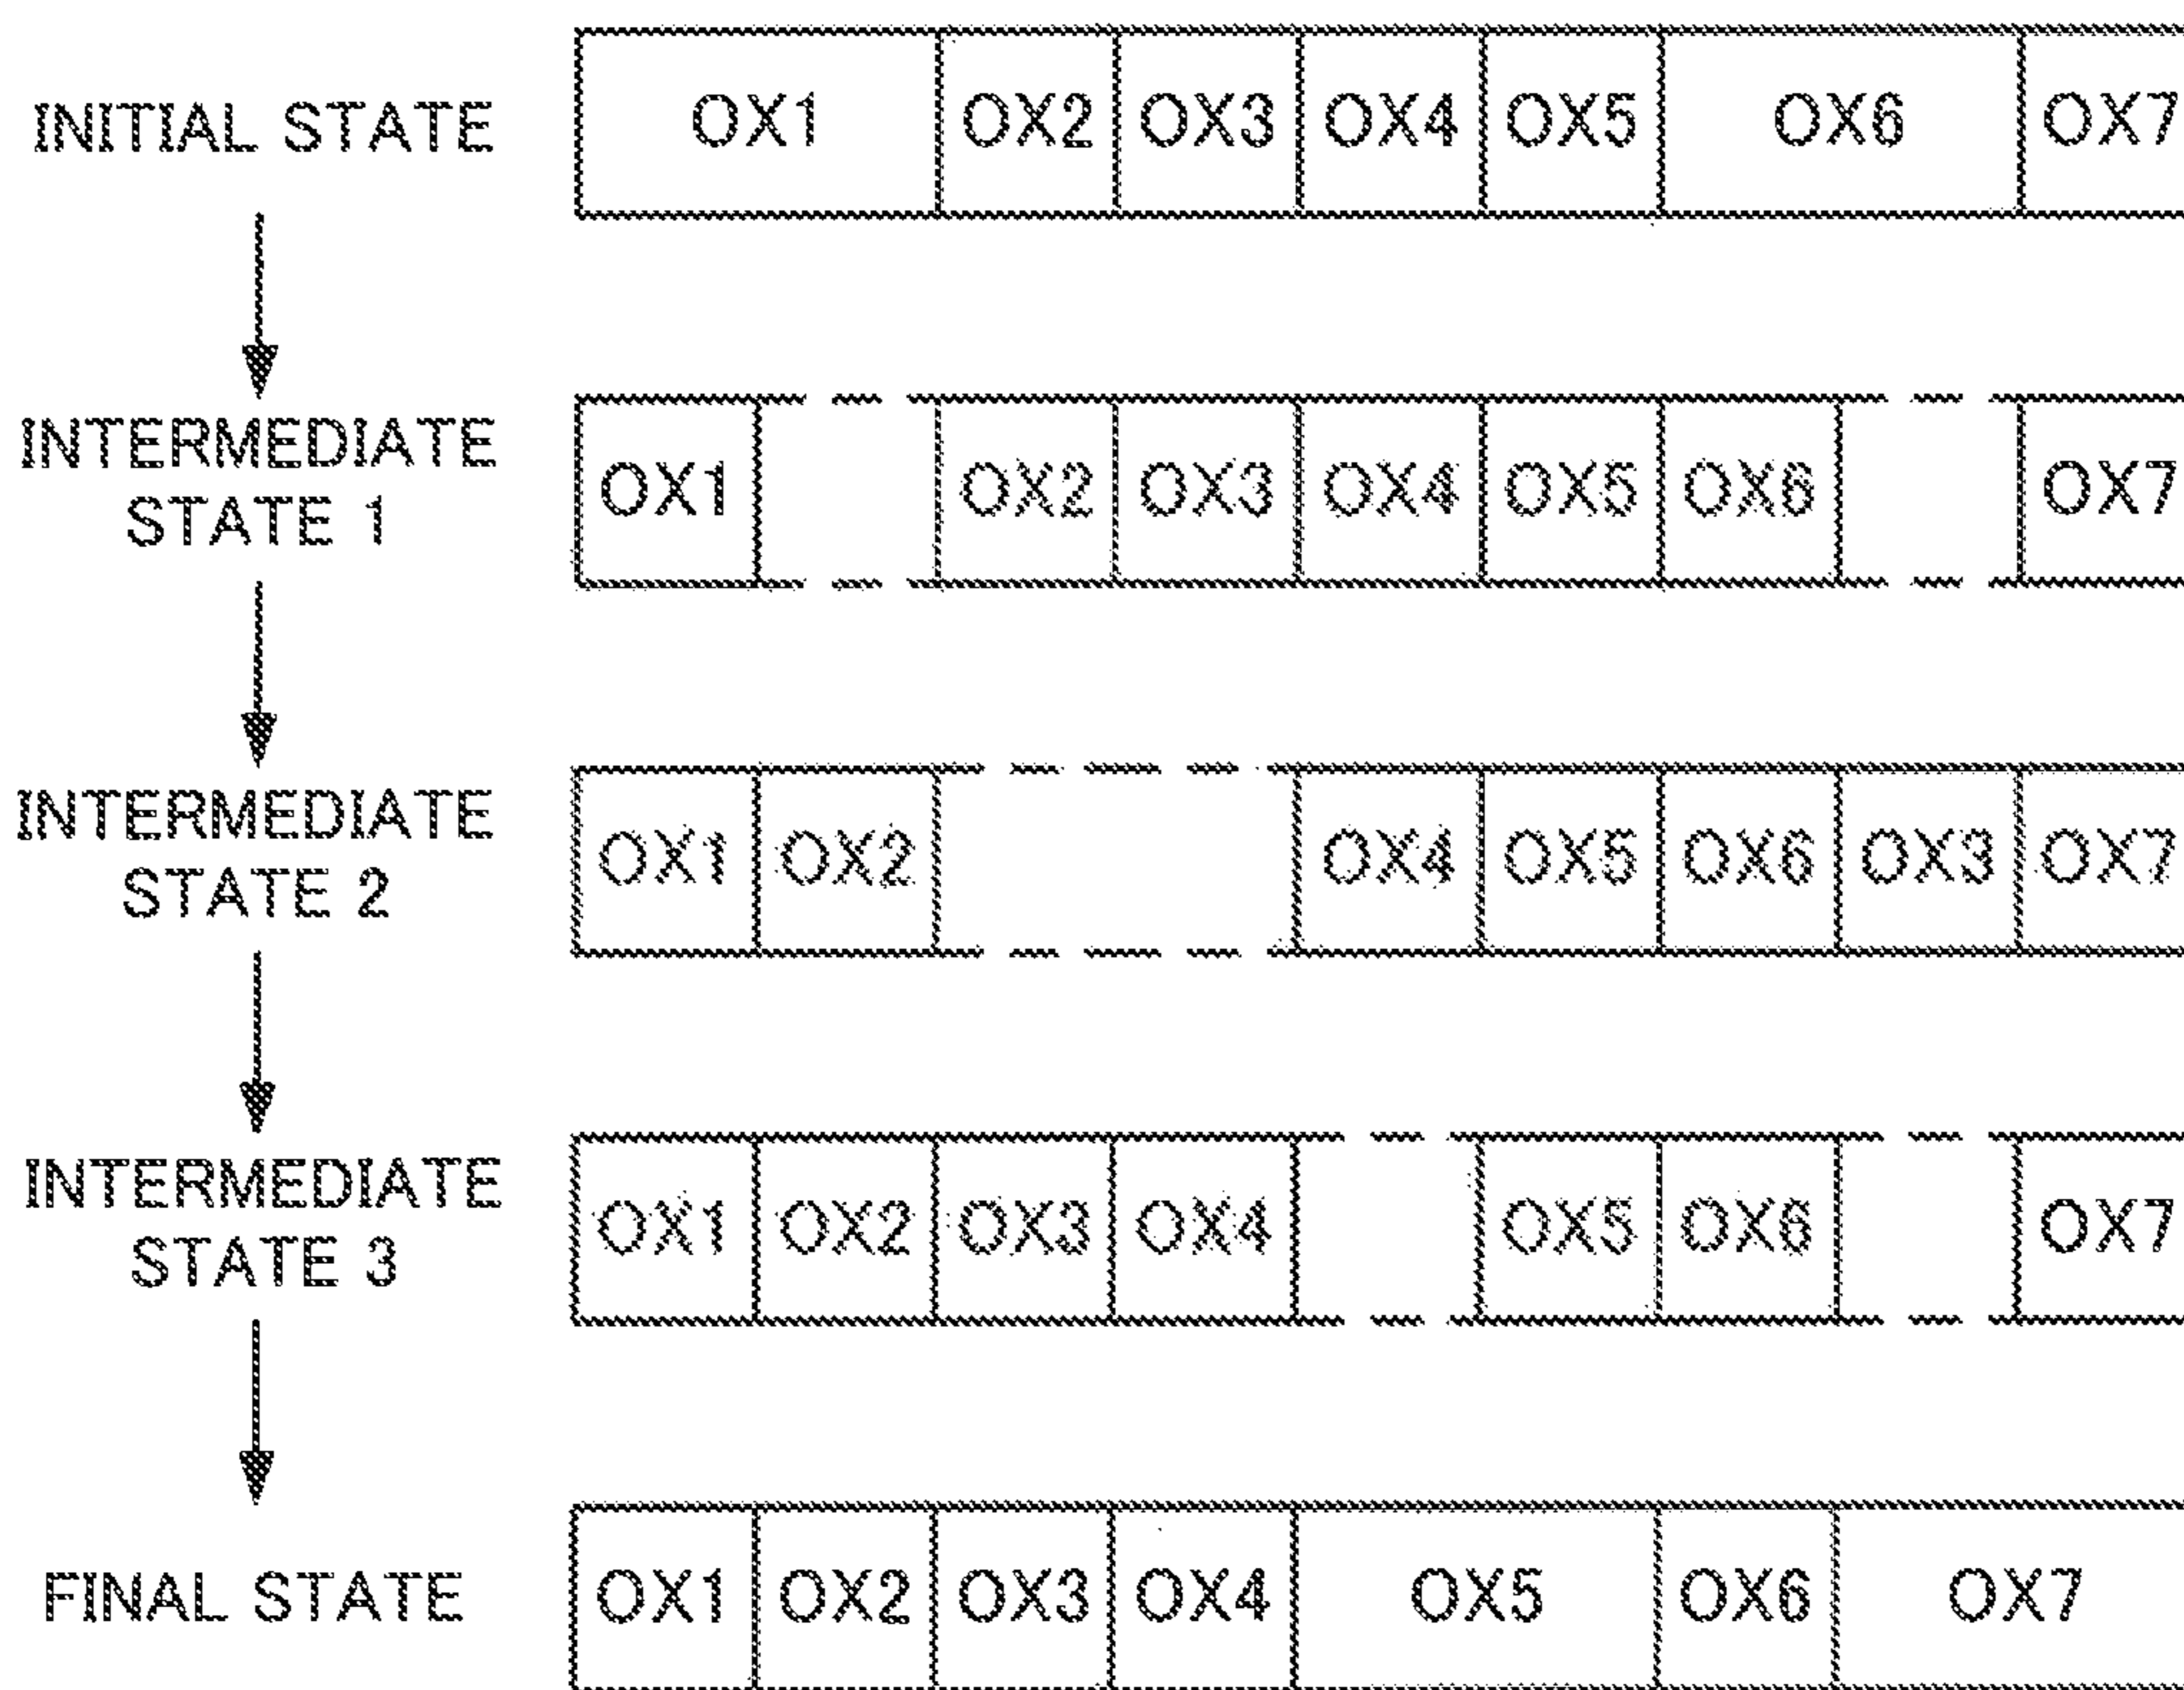 INITIAL STATE
OX1 OX2 OX3 OX4 OX5 OX6 OX7
INTERMEDIATE
STATE 1
OX1 OX2 OX3 OX4 OX5 OX6 OX7
INTERMEDIATE
STATE 2
OX1 OX2 OX4 OX5 OX6 OX3 OX7
INTERMEDIATE
STATE 3
OX1 OX2 OX3 OX4 OX5 OX6 OX7
FINAL STATE
OX1 OX2 OX3 OX4 OX5 OX6 OX7